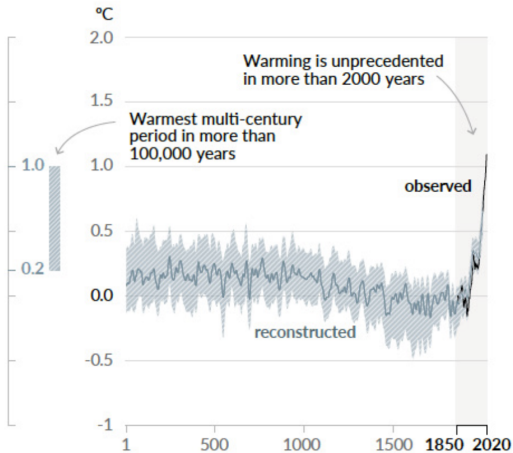 °C
2.0
Warming is unprecedented
in more than 2000 years
1.5
Warmest multi-century
period in more than
100,000 years
1.0
1.0
observed
0.5
0.2
0.0
reconstructed
-0.5
-1
1
500
1000
1500
1850
2020